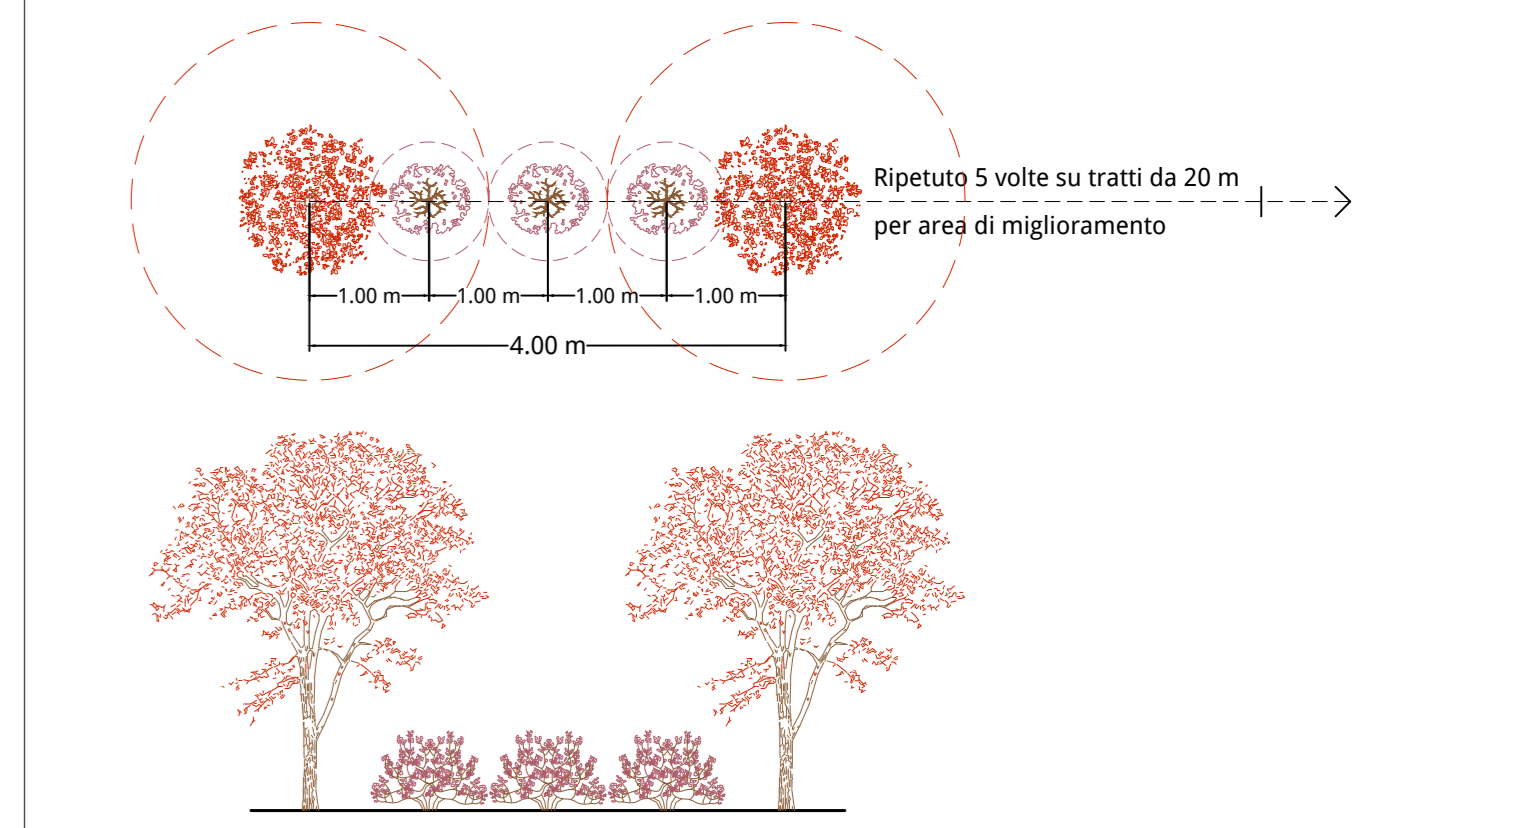 Ripetuto 5 volte su tratti da 20 m
per area di miglioramento
1.00 m 1.00 m 1.00 m 1.00 m
4.00 m